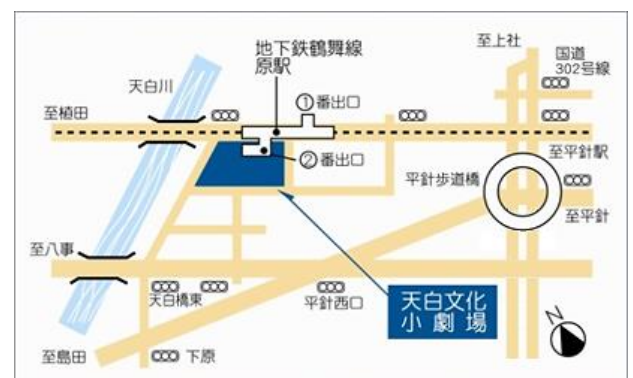 至上社
地下鉄鶴舞線
原駅
国道
302号線
天白川
①番出口
至植田
至平針駅
②番出口
平針歩道橋
至平針
至八事
天白橋東
平針西口
天白文化
小劇場
N
至島田
下原